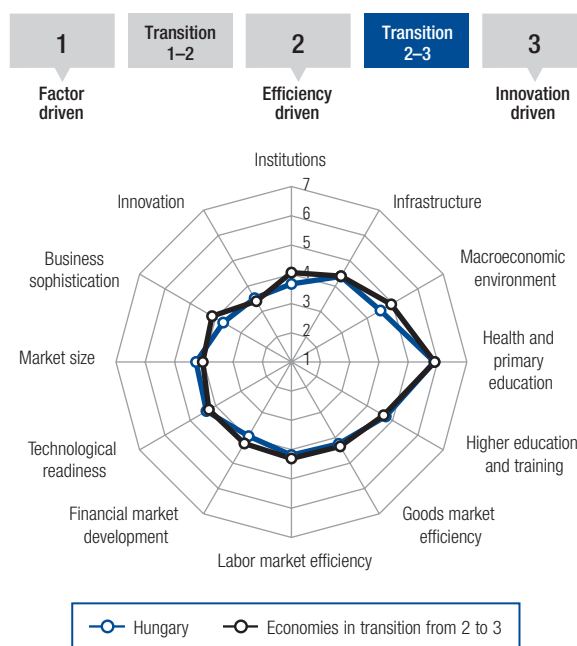 1
Transition
1–2
2
Transition
2–3
3
Factor
driven
Efficiency
driven
Innovation
driven
Institutions
7
6
5
4
3
2
1
Innovation
Infrastructure
Business
sophistication
Macroeconomic
environment
Market size
Health and
primary
education
Technological
readiness
Higher education
and training
Financial market
development
Goods market
efficiency
Labor market efficiency
Hungary
Economies in transition from 2 to 3